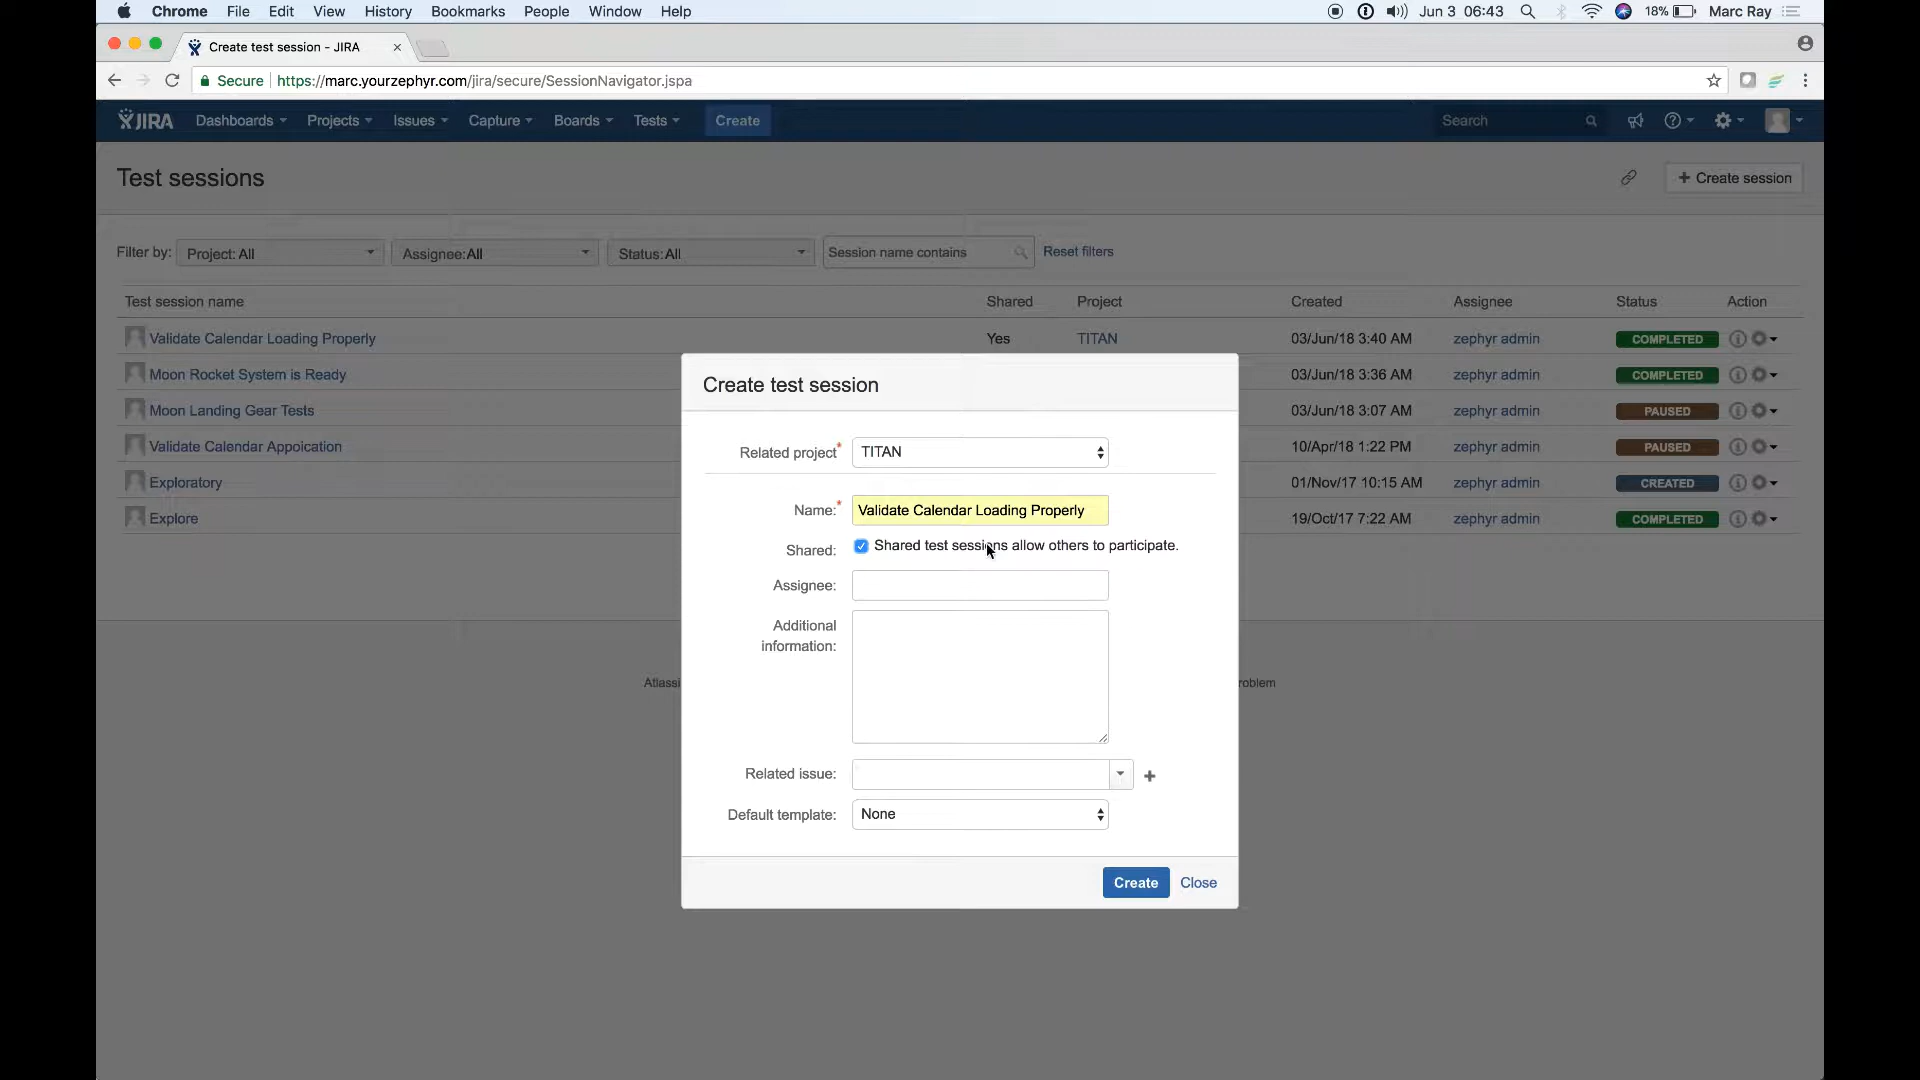 Chrome File Edit View History Bookmarks People Window Help Jun 3 06:43 18% Marc Ray
Create test session - JIRA
Secure https://marc.yourzephyr.com/jira/secure/SessionNavigator.jspa
JIRA Dashboards Projects Issues Capture Boards Tests Create Search
Test sessions + Create session
Filter by: Project: All Assignee:All Status:All Session name contains Reset filters
Test session name Shared Project Created Assignee Status Action
Validate Calendar Loading Properly Yes TITAN 03/Jun/18 3:40 AM zephyr admin COMPLETED
Moon Rocket System is Ready 03/Jun/18 3:36 AM zephyr admin COMPLETED
Moon Landing Gear Tests 03/Jun/18 3:07 AM zephyr admin PAUSED
Validate Calendar Appoication 10/Apr/18 1:22 PM zephyr admin PAUSED
Exploratory 01/Nov/17 10:15 AM zephyr admin CREATED
Explore 19/Oct/17 7:22 AM zephyr admin COMPLETED
Create test session
Related project* TITAN
Name:* Validate Calendar Loading Properly
Shared: Shared test sessions allow others to participate.
Assignee:
Additional
information:
Atlassi roblem
Related issue: +
Default template: None
Create Close